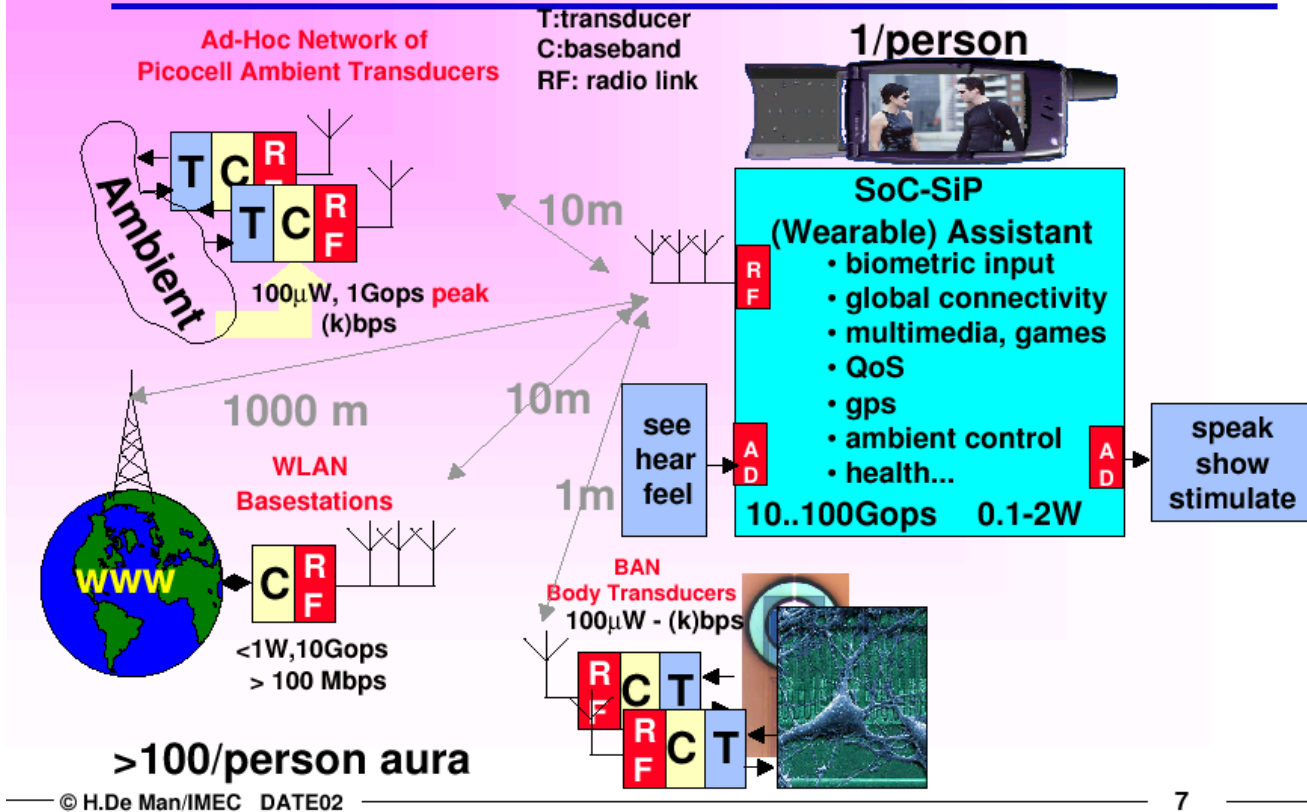 T:transducer
C:baseband
RF: radio link
Ad-Hoc Network of
Picocell Ambient Transducers
1/person
Ambient
T C R
T C R F
100µW, 1Gops peak
(k)bps
10m
1000 m
10m
1m
SoC-SiP
(Wearable) Assistant
• biometric input
• global connectivity
• multimedia, games
• QoS
• gps
• ambient control
• health...
10..100Gops 0.1-2W
R F
A D
A D
see
hear
feel
speak
show
stimulate
WLAN
Basestations
www
C R F
<1W,10Gops
> 100 Mbps
BAN
Body Transducers
100µW - (k)bps
R F C T
R F C T
>100/person aura
© H.De Man/IMEC DATE02
7